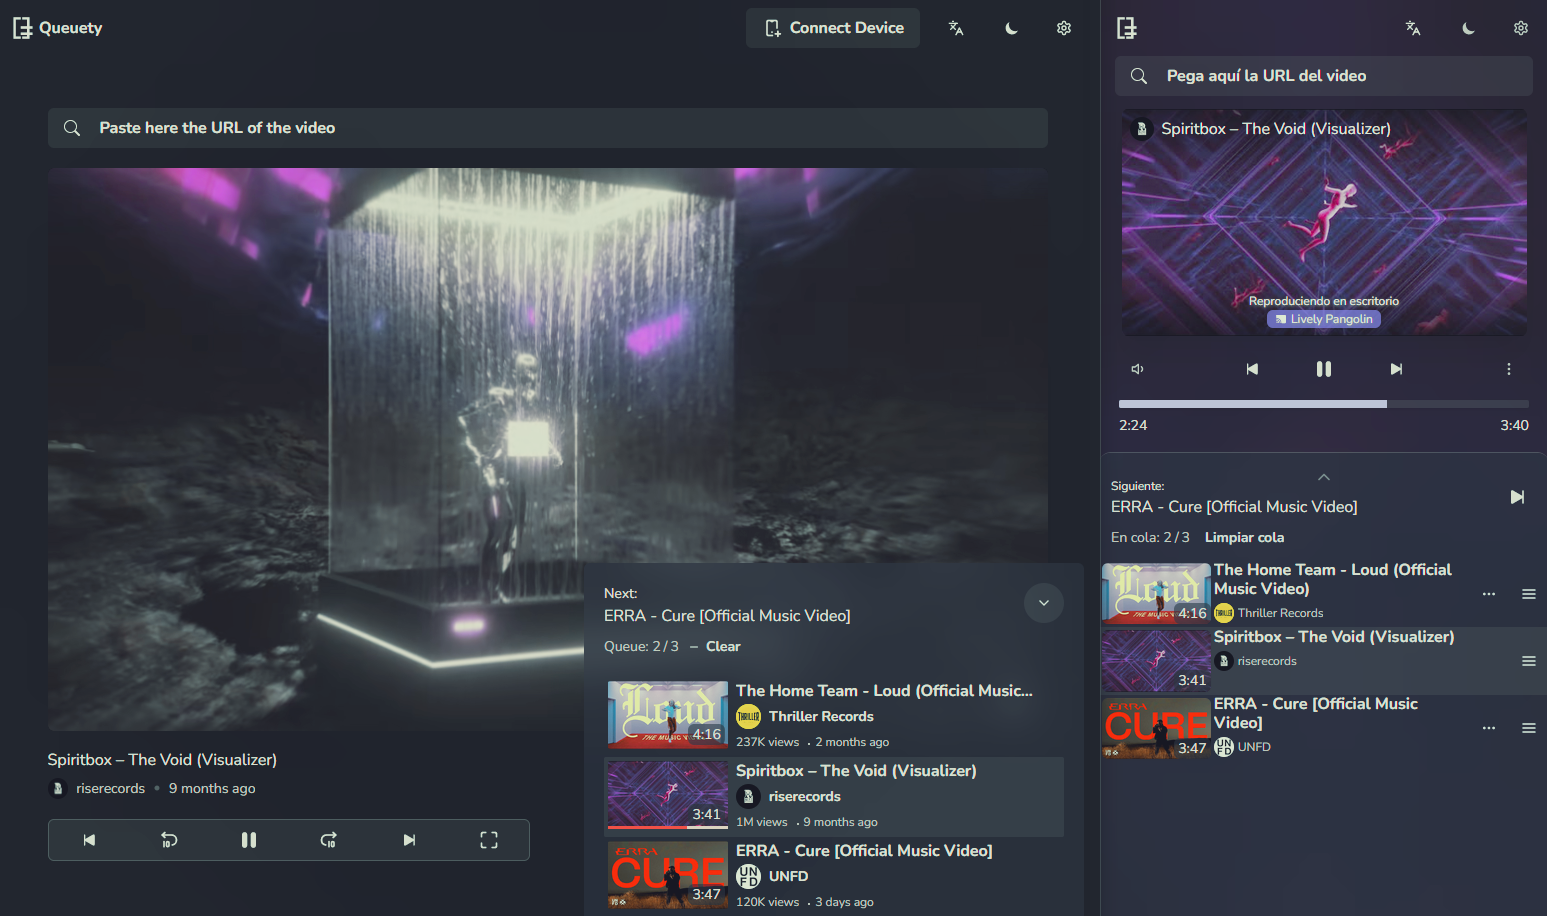 Queuety
Connect Device
Paste here the URL of the video
Spiritbox – The Void (Visualizer)
riserecords • 9 months ago
10
10
Next:
ERRA - Cure [Official Music Video]
Queue: 2 / 3 – Clear
Loud
4:16
The Home Team - Loud (Official Music...
THRILLER
Thriller Records
237K views . 2 months ago
3:41
Spiritbox – The Void (Visualizer)
riserecords
1M views . 9 months ago
ERRA
CURE
3:47
ERRA - Cure [Official Music Video]
UNFD
UNFD
120K views . 3 days ago
Pega aquí la URL del video
Spiritbox – The Void (Visualizer)
Reproduciendo en escritorio
Lively Pangolin
2:24
3:40
Siguiente:
ERRA - Cure [Official Music Video]
En cola: 2 / 3 Limpiar cola
Loud
4:16
The Home Team - Loud (Official
Music Video)
THRILLER
Thriller Records
3:41
Spiritbox – The Void (Visualizer)
riserecords
ERRA
CURE
3:47
ERRA - Cure [Official Music
Video]
UNFD
UNFD